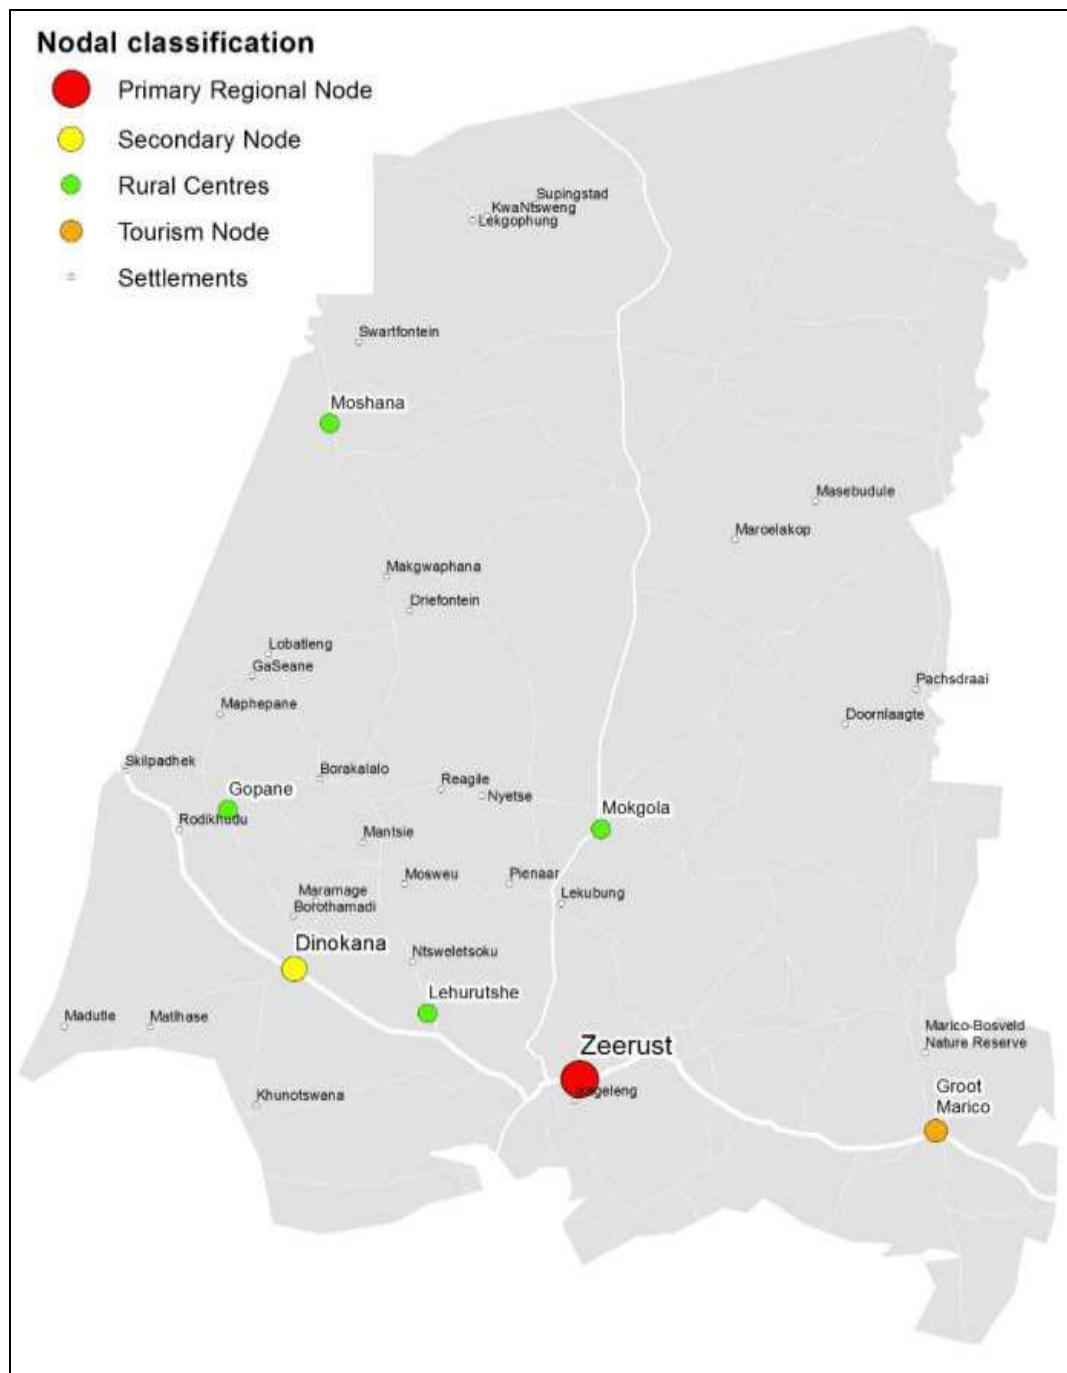 Nodal classification
Primary Regional Node
Secondary Node
Rural Centres
Tourism Node
Settlements
Supingstad
KwaNtsweng
Lekgophung
Swartfontein
Moshana
Masebudule
Maroelakop
Makgwaphana
Driefontein
Lobatleng
GaSeane
Pachsdraai
Maphepane
Doornlaagte
Skilpadhek
Borakalalo
Reagile
Gopane
Nyetse
Mokgola
Rodikhudu
Mantsie
Mosweu
Pienaar
Maramage
Lekubung
Borothamadi
Dinokana
Ntsweletsoku
Lehurutshe
Madutle
Matlhase
Marico-Bosveld
Nature Reserve
Zeerust
Khunotswana
Groot
Marico